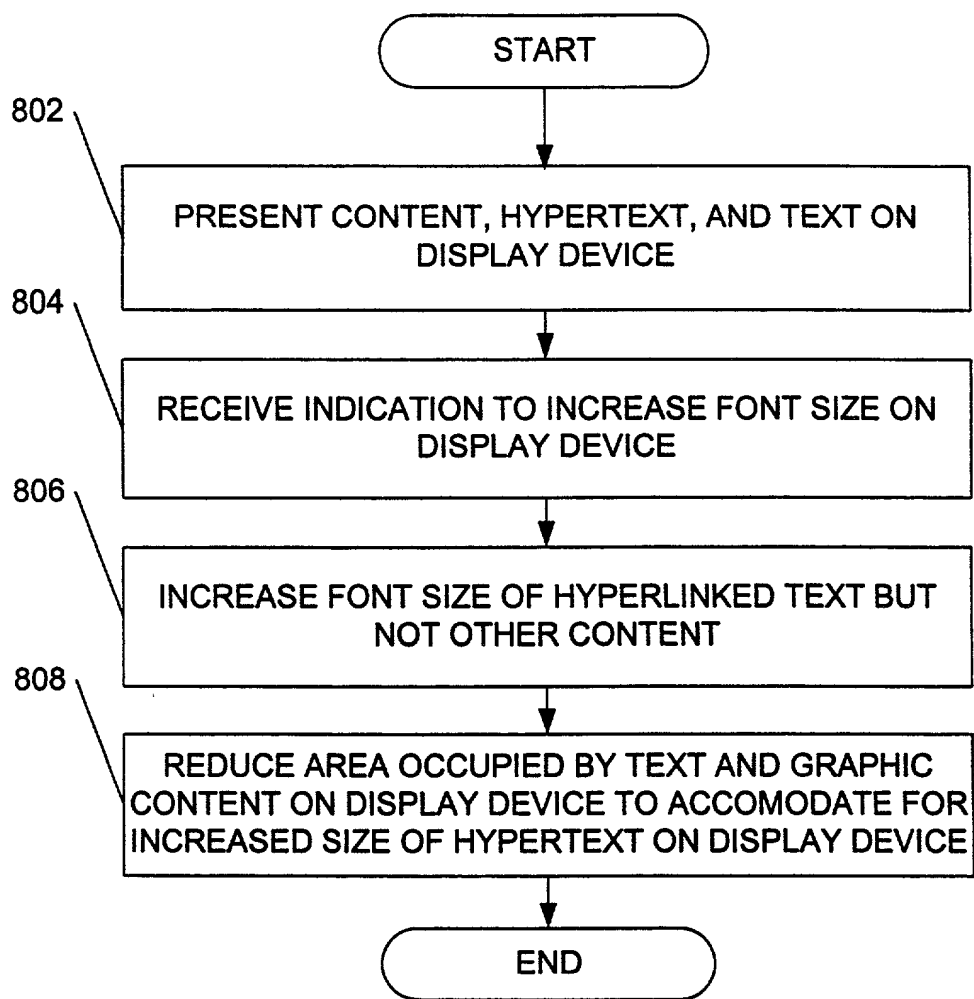 START
802
PRESENT CONTENT, HYPERTEXT, AND TEXT ON
DISPLAY DEVICE
804
RECEIVE INDICATION TO INCREASE FONT SIZE ON
DISPLAY DEVICE
806
INCREASE FONT SIZE OF HYPERLINKED TEXT BUT
NOT OTHER CONTENT
808
REDUCE AREA OCCUPIED BY TEXT AND GRAPHIC
CONTENT ON DISPLAY DEVICE TO ACCOMODATE FOR
INCREASED SIZE OF HYPERTEXT ON DISPLAY DEVICE
END